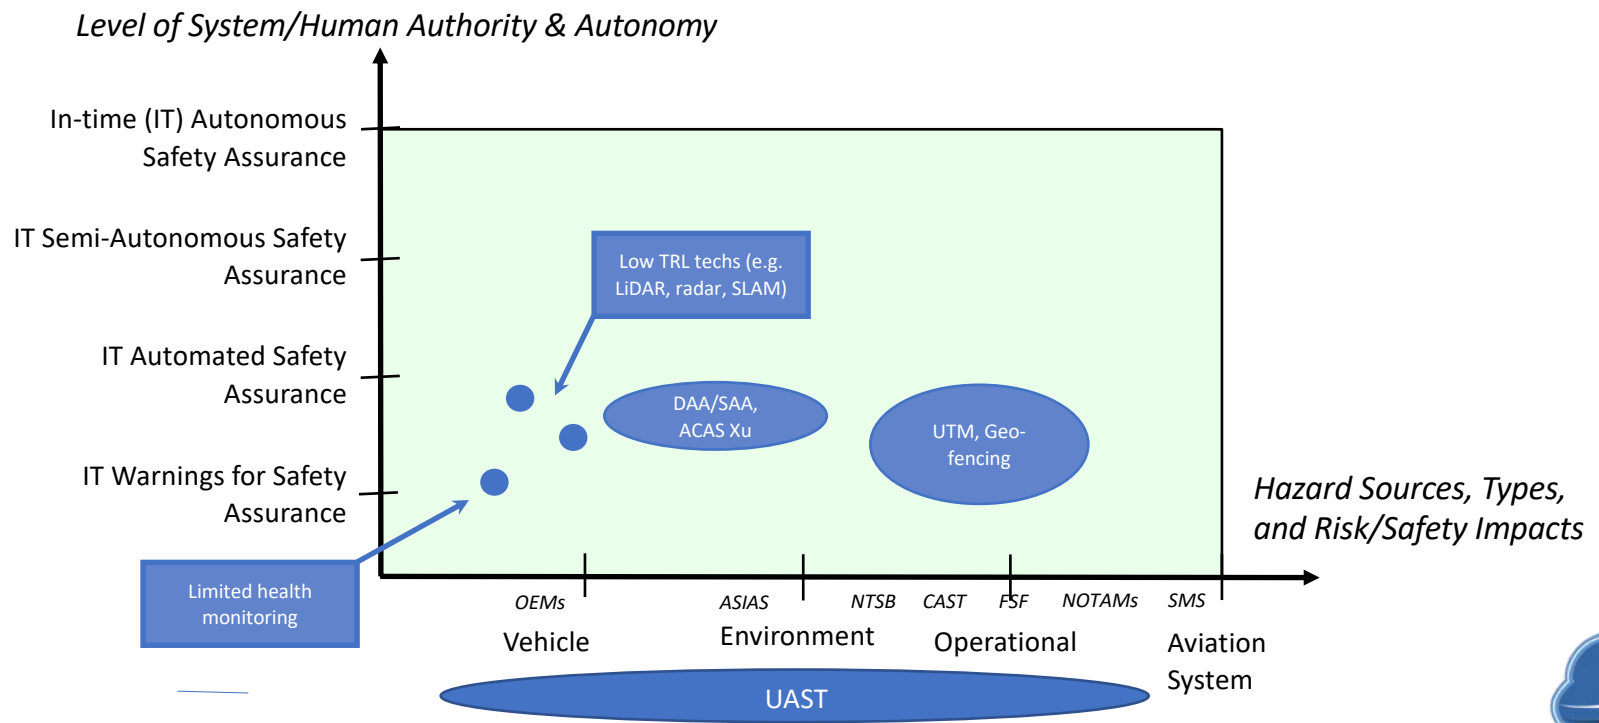 Level of System/Human Authority & Autonomy
In-time (IT) Autonomous
Safety Assurance
IT Semi-Autonomous Safety
Assurance
Low TRL techs (e.g.
LiDAR, radar, SLAM)
IT Automated Safety
Assurance
DAA/SAA,
ACAS Xu
UTM, Geo-
fencing
IT Warnings for Safety
Assurance
Hazard Sources, Types,
and Risk/Safety Impacts
Limited health
monitoring
OEMs ASIAS NTSB CAST FSF NOTAMs SMS
Vehicle Environment Operational Aviation
System
UAST